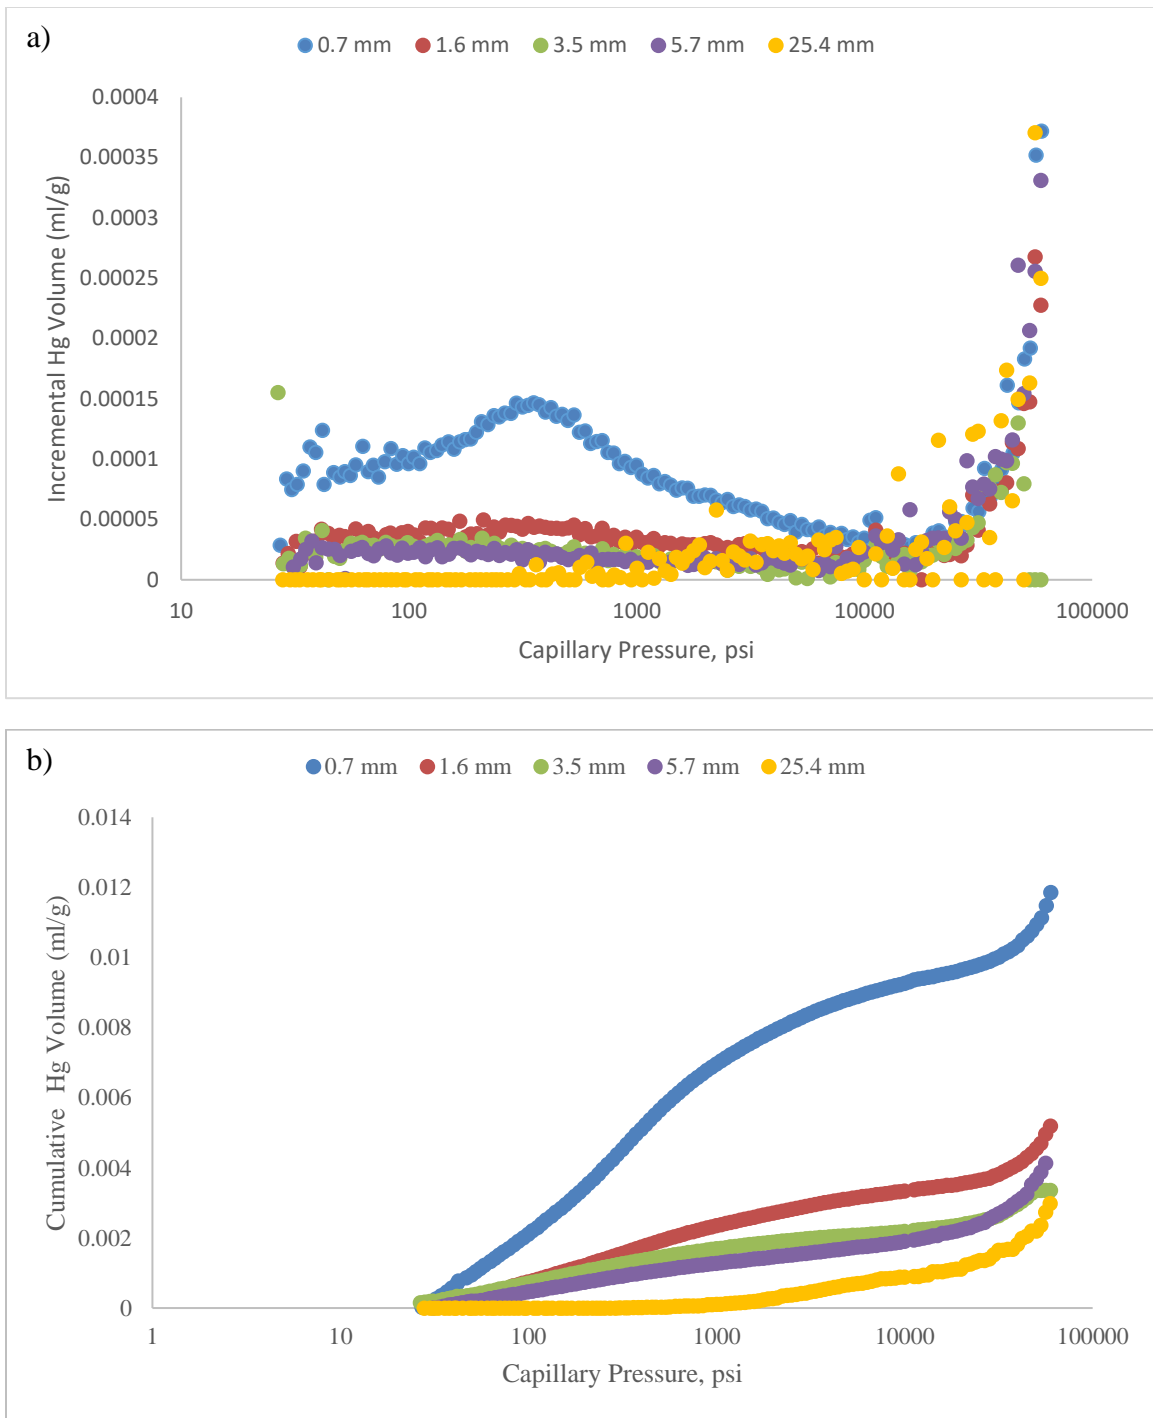 a)
0.7 mm 1.6 mm 3.5 mm 5.7 mm 25.4 mm
0.0004
0.00035
0.0003
0.00025
0.0002
0.00015
0.0001
0.00005
0
Incremental Hg Volume (ml/g)
10 100 1000 10000 100000
Capillary Pressure, psi
b)
0.7 mm 1.6 mm 3.5 mm 5.7 mm 25.4 mm
0.014
0.012
0.01
0.008
0.006
0.004
0.002
0
Cumulative Hg Volume (ml/g)
1 10 100 1000 10000 100000
Capillary Pressure, psi